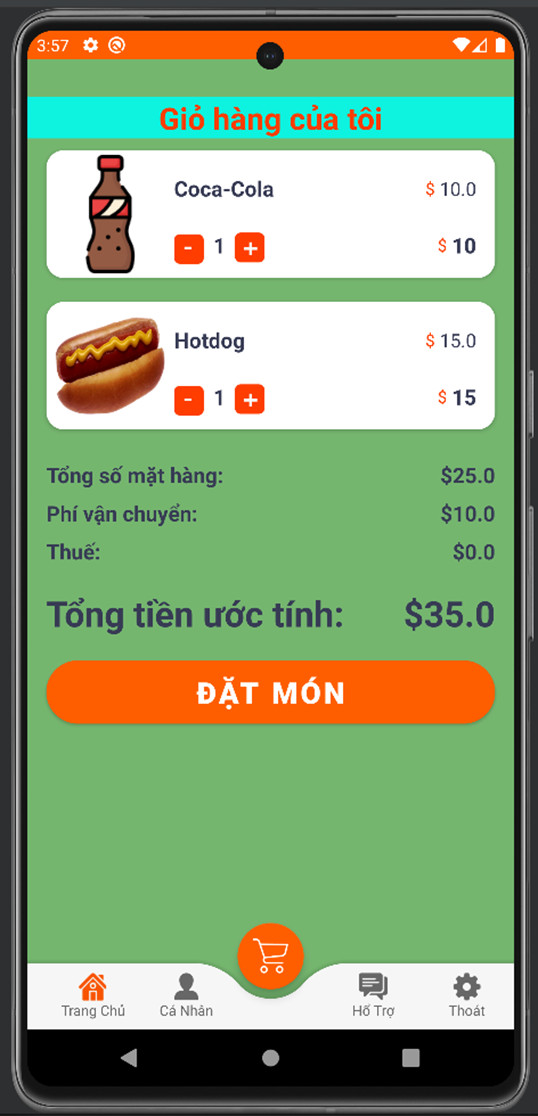 3:57
Giỏ hàng của tôi
Coca-Cola $ 10.0
- 1 + $ 10
Hotdog $ 15.0
- 1 + $ 15
Tổng số mặt hàng: $25.0
Phí vận chuyển: $10.0
Thuế: $0.0
Tổng tiền ước tính: $35.0
ĐẶT MÓN
Trang Chủ Cá Nhân Hố Trợ Thoát